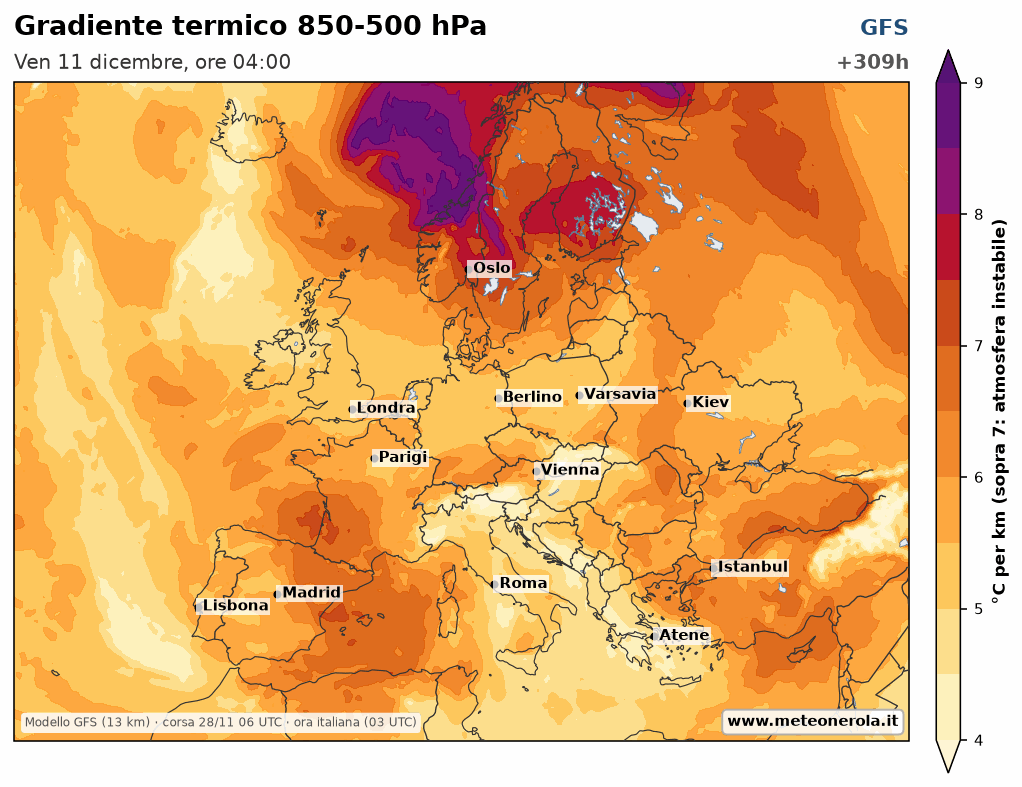 Gradiente termico 850-500 hPa
GFS
Ven 11 dicembre, ore 04:00
+309h
9
8
7
6
5
4
°C per km (sopra 7: atmosfera instabile)
Oslo
Londra
Berlino
Varsavia
Kiev
Parigi
Vienna
Istanbul
Roma
Madrid
Lisbona
Atene
Modello GFS (13 km) · corsa 28/11 06 UTC · ora italiana (03 UTC)
www.meteonerola.it